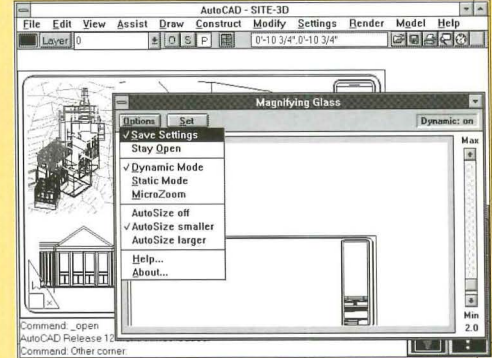 AutoCAD - SITE-3D
File Edit View Assist Draw Construct Modify Settings Render Model Help
Layer 0 O S P 0'-10 3/4",0'-10 3/4"
Magnifying Glass
Options Set Dynamic: on
√Save Settings
Stay Open
√Dynamic Mode
Static Mode
MicroZoom
AutoSize off
√AutoSize smaller
AutoSize larger
Help...
About...
Max
Min
2.0
Command: _open
AutoCAD Release 12
Command: Other corner: